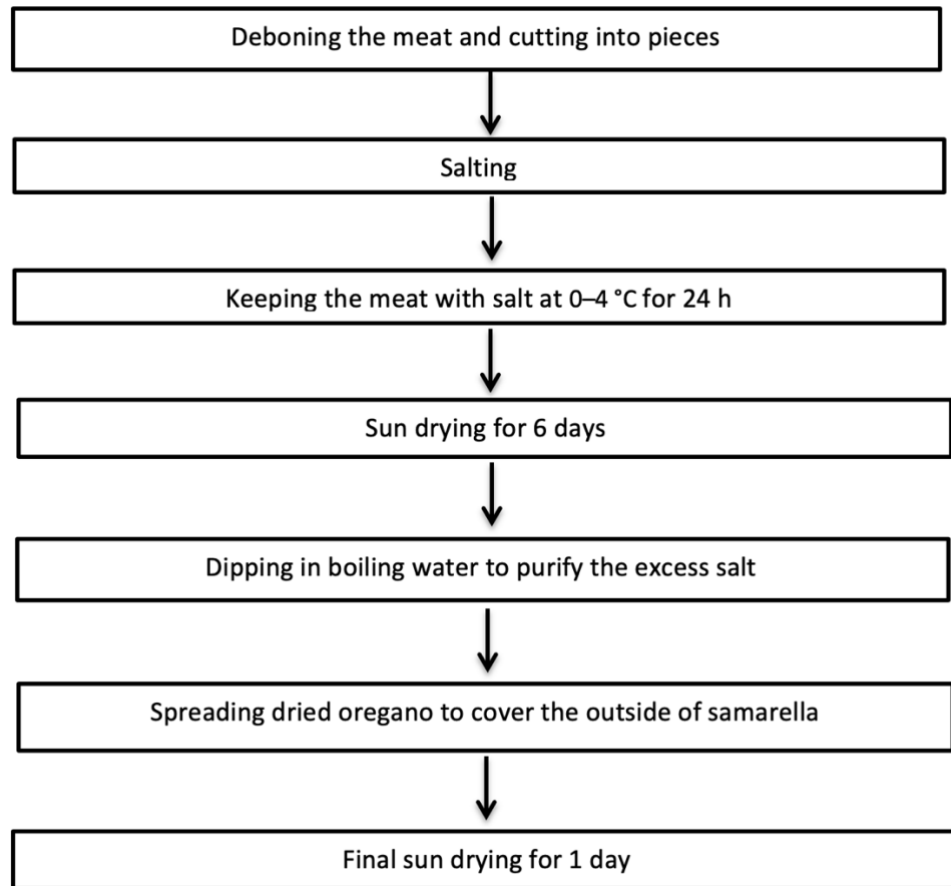 Deboning the meat and cutting into pieces
Salting
Keeping the meat with salt at 0–4 °C for 24 h
Sun drying for 6 days
Dipping in boiling water to purify the excess salt
Spreading dried oregano to cover the outside of samarella
Final sun drying for 1 day